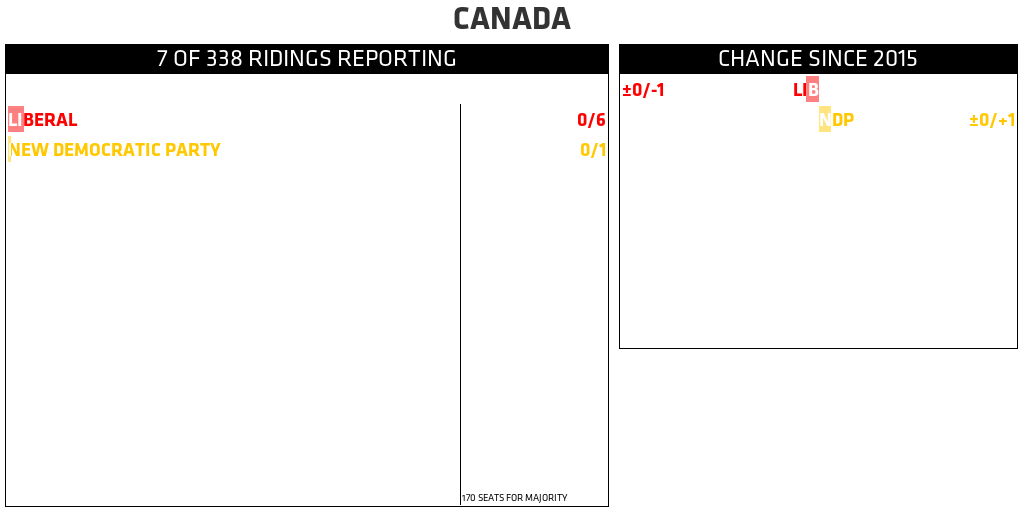 CANADA
7 OF 338 RIDINGS REPORTING
LIBERAL 0/6
NEW DEMOCRATIC PARTY 0/1
170 SEATS FOR MAJORITY
CHANGE SINCE 2015
±0/-1 LIB
NDP ±0/+1